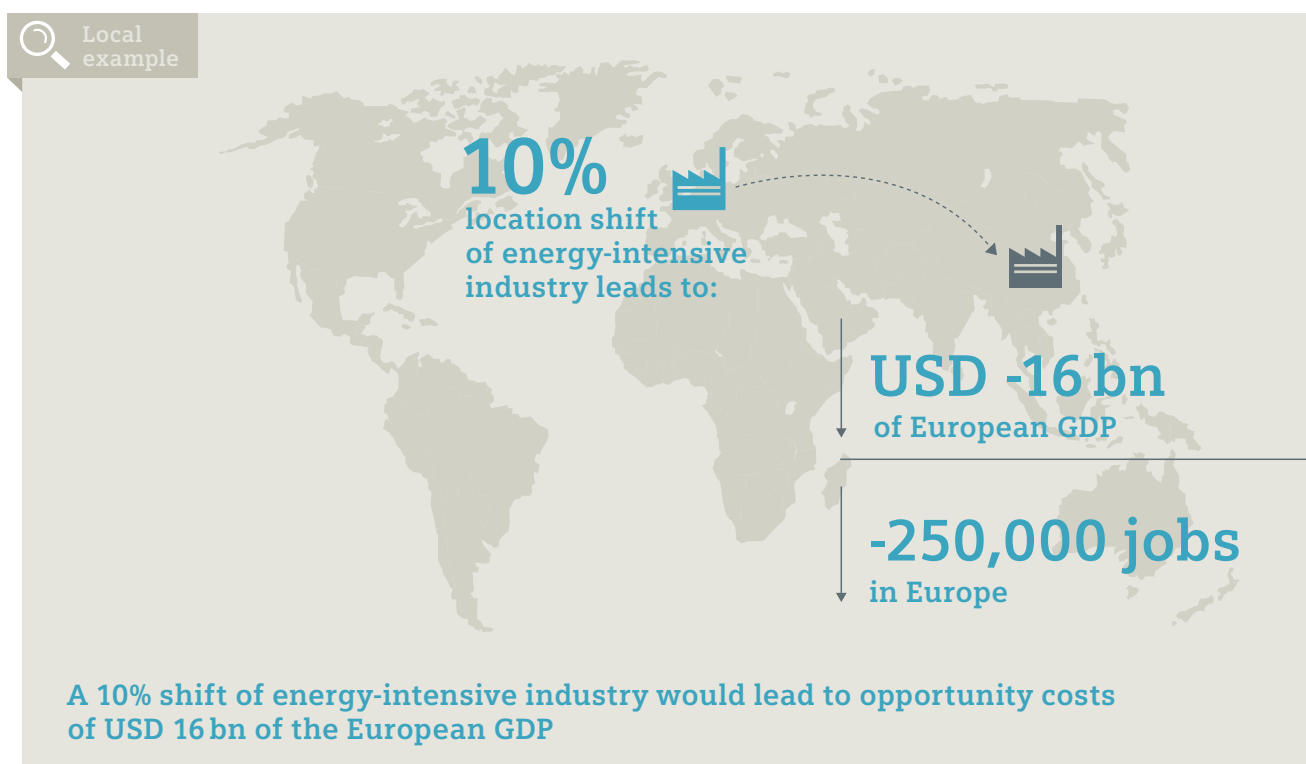 Local
example
10%
location shift
of energy-intensive
industry leads to:
USD -16 bn
of European GDP
-250,000 jobs
in Europe
A 10% shift of energy-intensive industry would lead to opportunity costs
of USD 16 bn of the European GDP